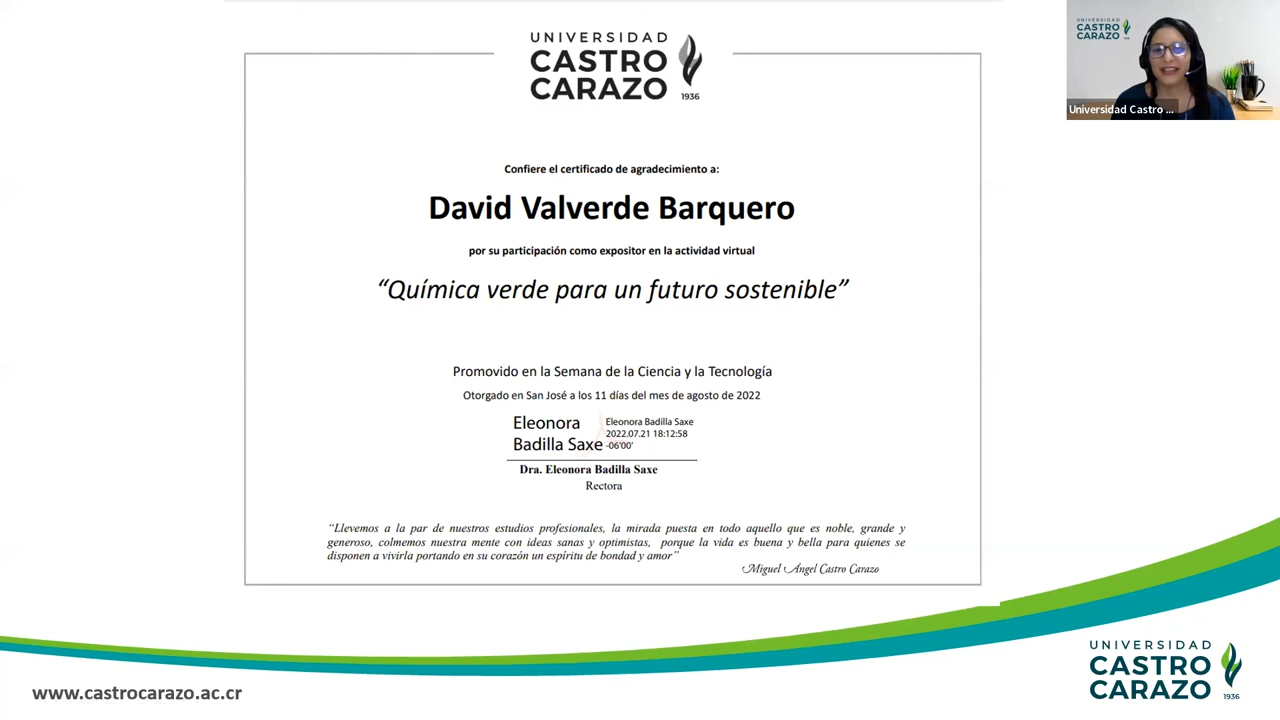 UNIVERSIDAD
CASTRO
CARAZO
1936
Confiere el certificado de agradecimiento a:
David Valverde Barquero
por su participación como expositor en la actividad virtual
“Química verde para un futuro sostenible”
Promovido en la Semana de la Ciencia y la Tecnología
Otorgado en San José a los 11 días del mes de agosto de 2022
Eleonora
Badilla Saxe
Eleonora Badilla Saxe
2022.07.21 18:12:58
-06'00'
Dra. Eleonora Badilla Saxe
Rectora
“Llevemos a la par de nuestros estudios profesionales, la mirada puesta en todo aquello que es noble, grande y
generoso, colmemos nuestra mente con ideas sanas y optimistas, porque la vida es buena y bella para quienes se
disponen a vivirla portando en su corazón un espíritu de bondad y amor”
Miguel Ángel Castro Carazo
UNIVERSIDAD
CASTRO
CARAZO
Universidad Castro ...
www.castrocarazo.ac.cr
UNIVERSIDAD
CASTRO
CARAZO
1936